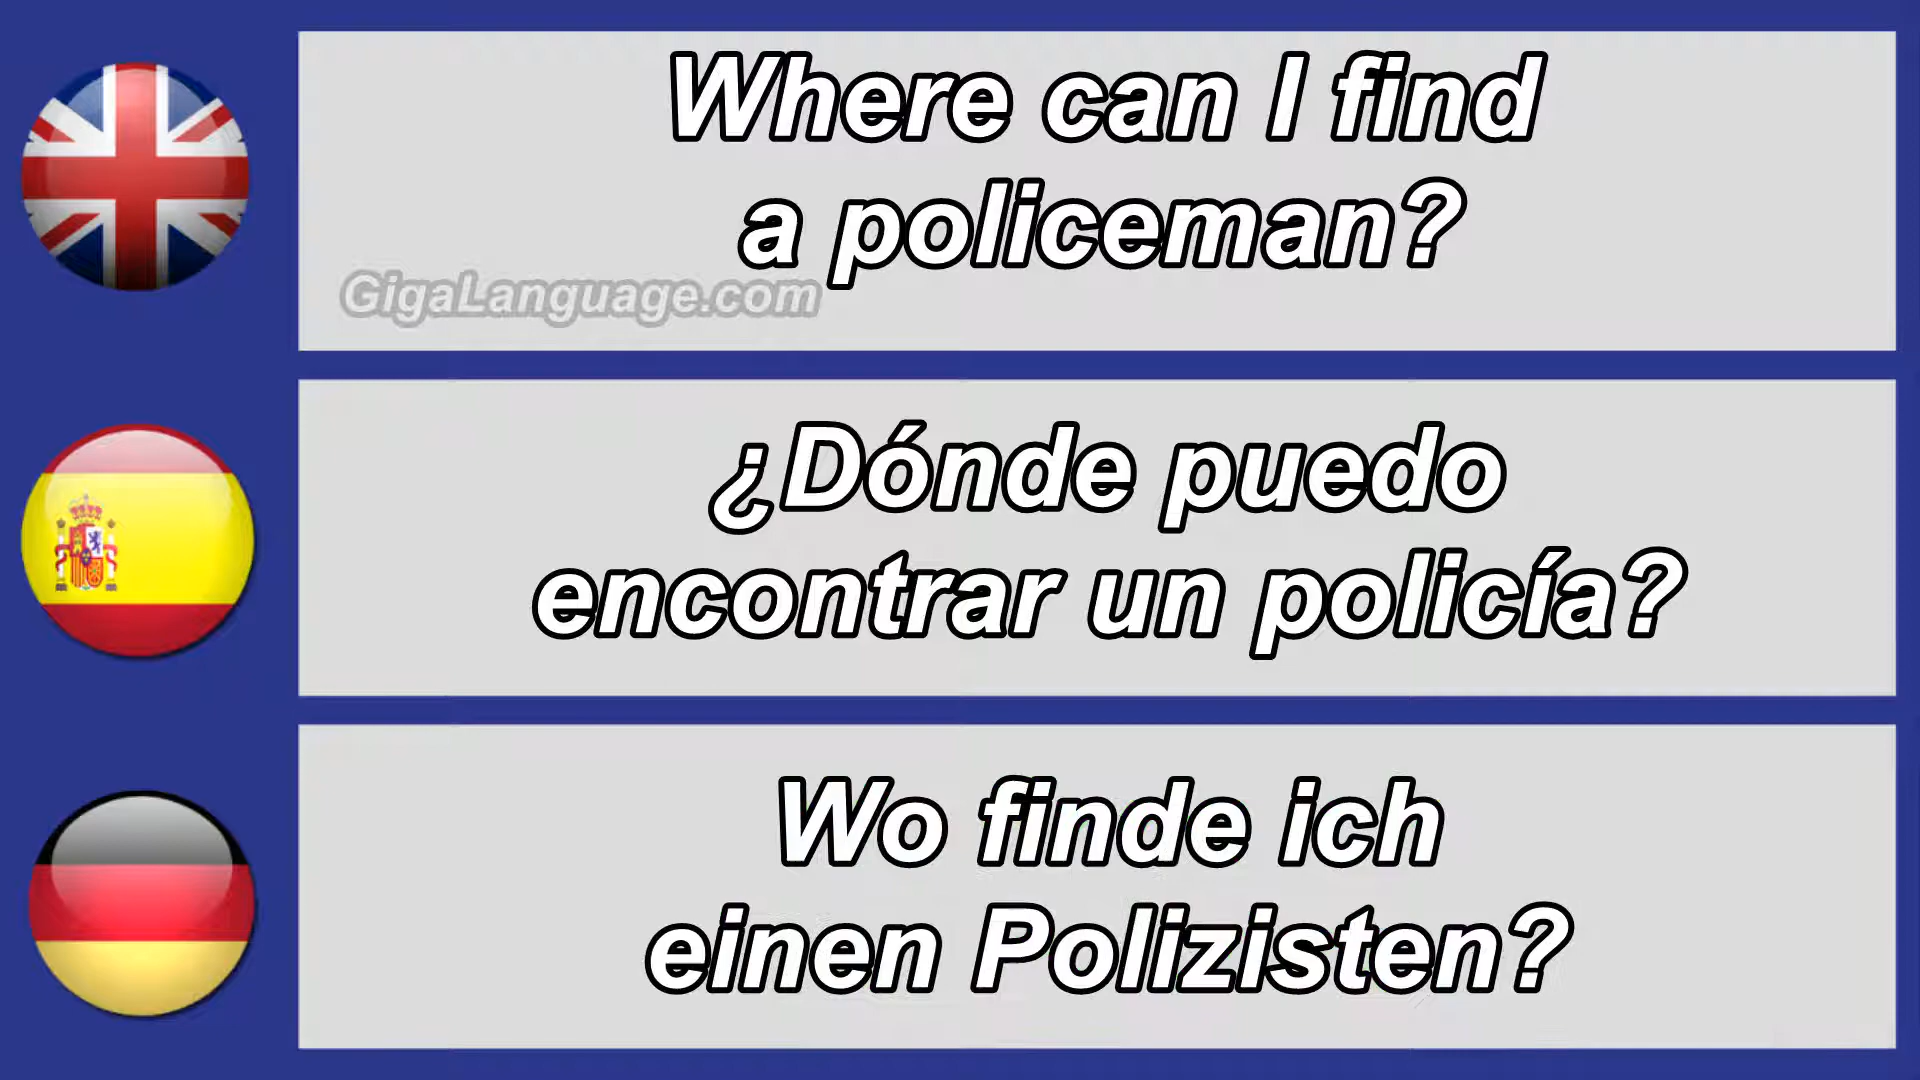 Where can I find
a policeman?
GigaLanguage.com
¿Dónde puedo
encontrar un policía?
Wo finde ich
einen Polizisten?